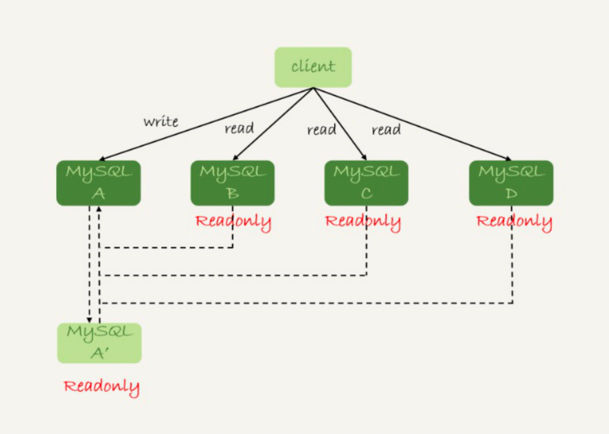 client
write
read
read
read
MySQL
A
MySQL
B
MySQL
C
MySQL
D
Readonly
Readonly
Readonly
MySQL
A'
Readonly